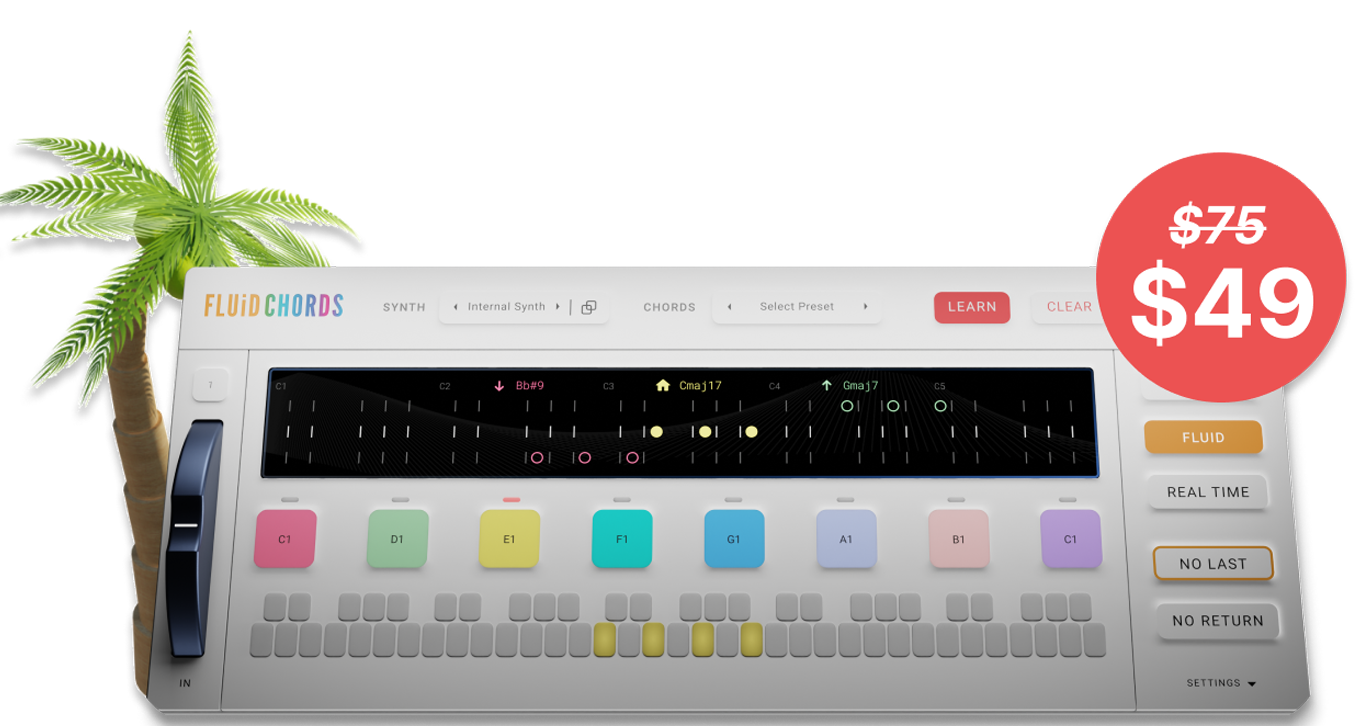 $75
$49
FLUiD CHORDS
SYNTH
Internal Synth
CHORDS
Select Preset
LEARN
CLEAR
C1
C2
Bb#9
C3
Cmaj17
C4
Gmaj7
C5
FLUID
REAL TIME
C1
D1
E1
F1
G1
A1
B1
C1
NO LAST
NO RETURN
IN
SETTINGS